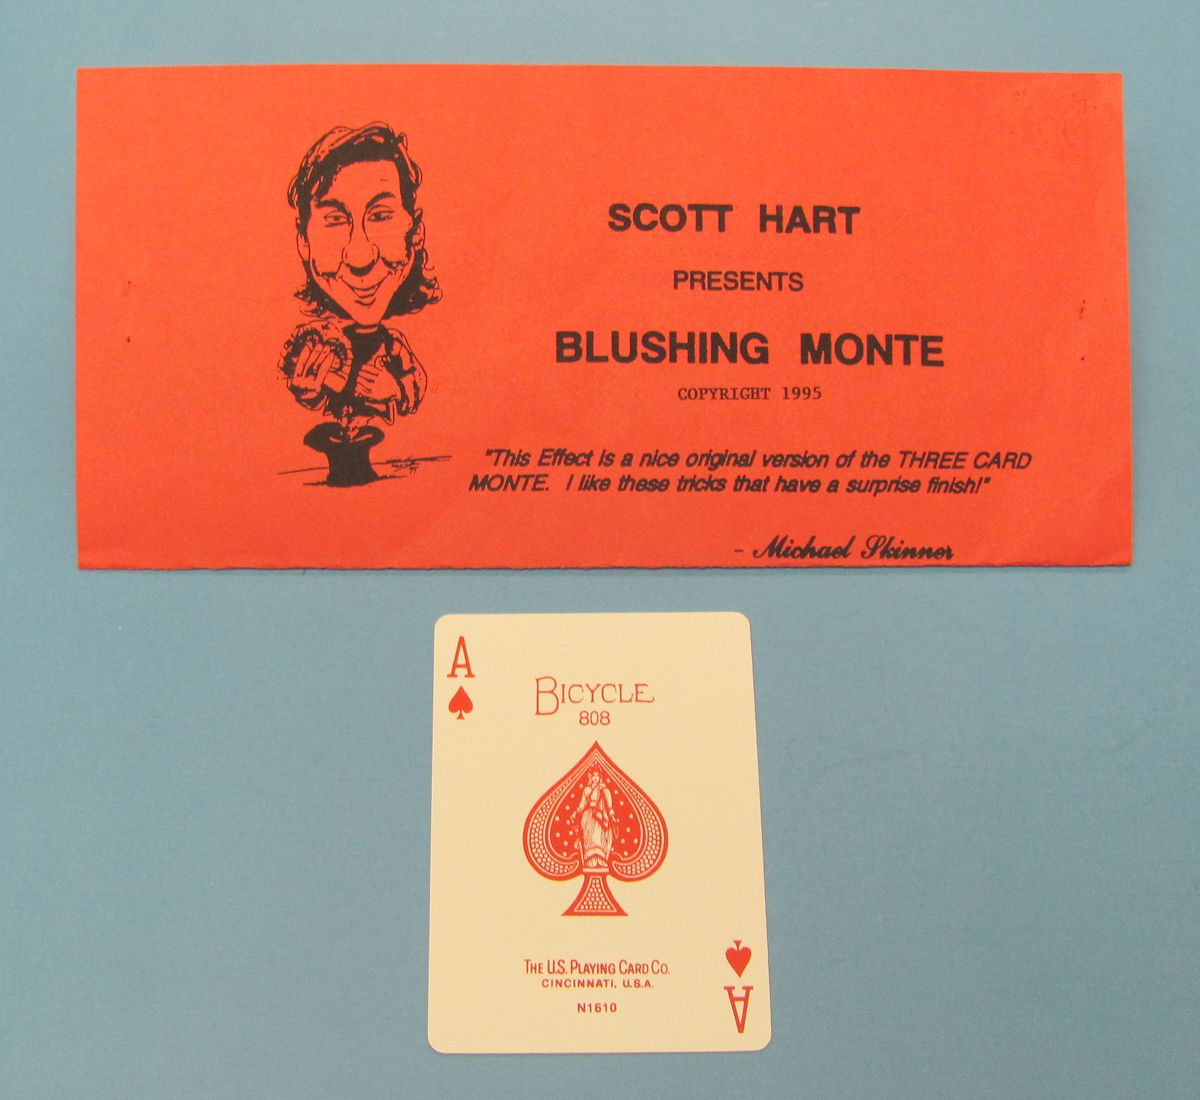 SCOTT HART
PRESENTS
BLUSHING MONTE
COPYRIGHT 1995
"This Effect is a nice original version of the THREE CARD
MONTE. I like these tricks that have a surprise finish!"
- Michael Skinner
A
BICYCLE
808
THE U.S. PLAYING CARD CO.
CINCINNATI, U.S.A.
N1610
A